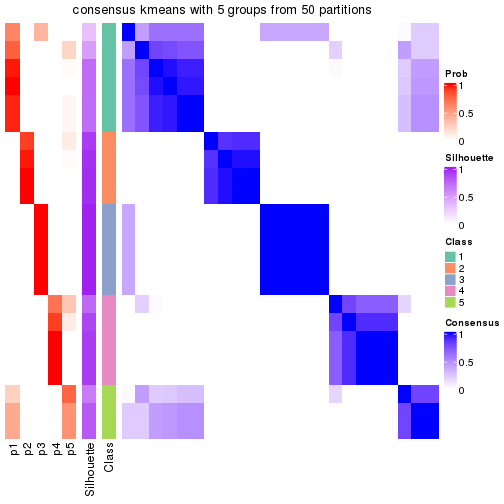 consensus kmeans with 5 groups from 50 partitions
Prob
1
0.5
0
Silhouette
1
0.5
0
Class
1
2
3
4
5
Consensus
1
0.5
0
p1
p2
p3
p4
p5
Silhouette
Class